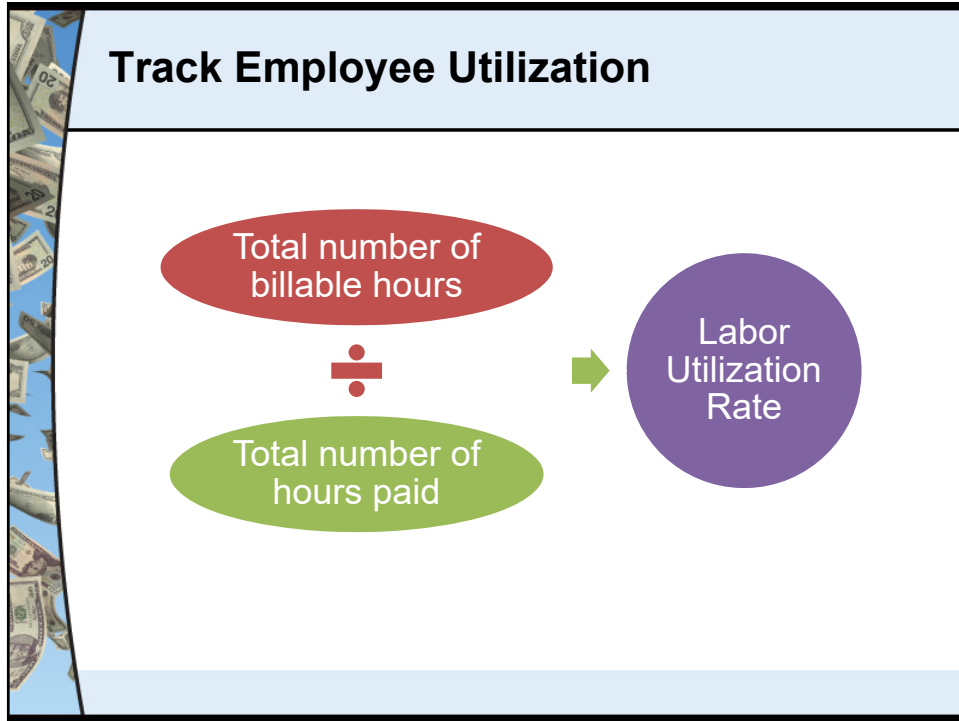 Track Employee Utilization
Total number of
billable hours
÷
Total number of
hours paid
Labor
Utilization
Rate